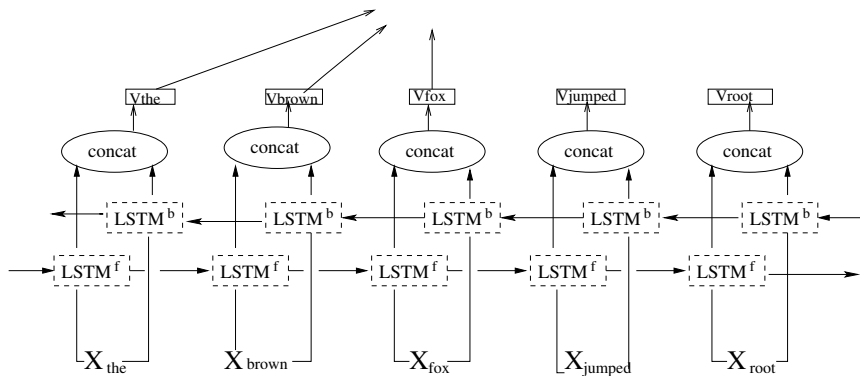 Vthe Vbrown Vfox Vjumped Vroot
concat concat concat concat concat
LSTM b LSTM b LSTM b LSTM b LSTM b
LSTM f LSTM f LSTM f LSTM f LSTM f
X the X brown X fox X jumped X root